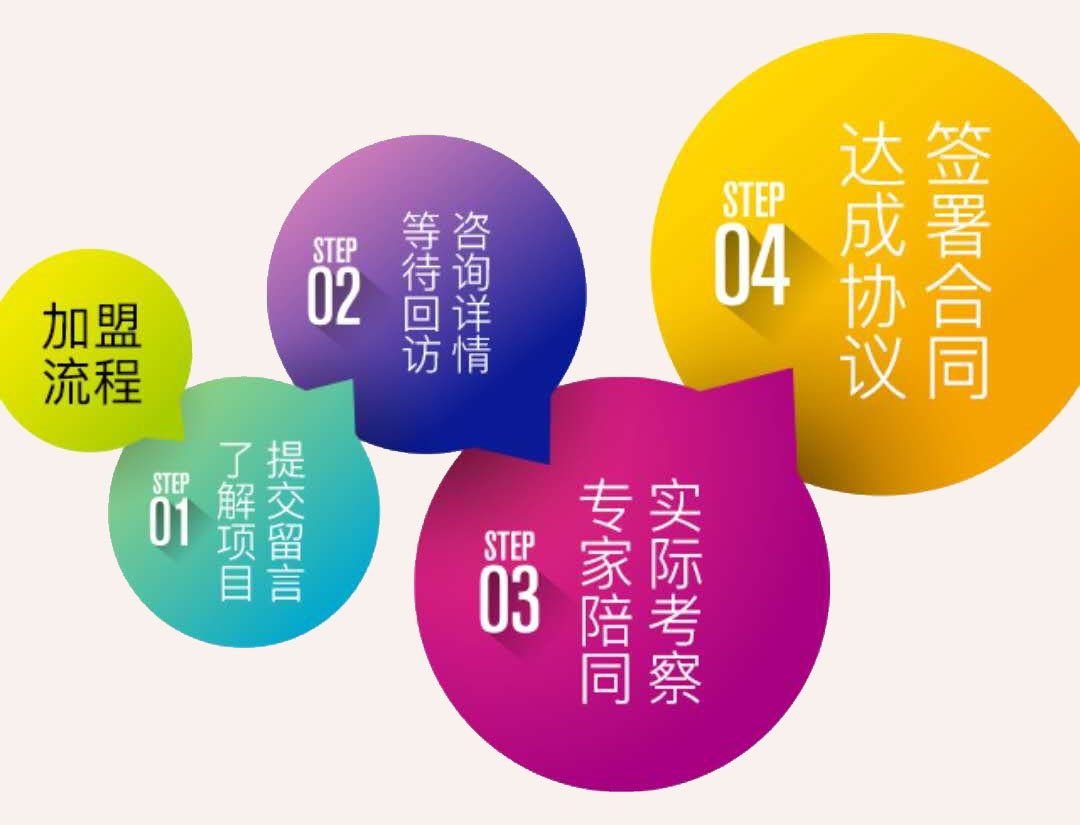 加盟
流程
STEP
01
提交留言
了解项目
STEP
02
咨询详情
等待回访
STEP
03
实际考察
专家陪同
STEP
04
签署合同
达成协议